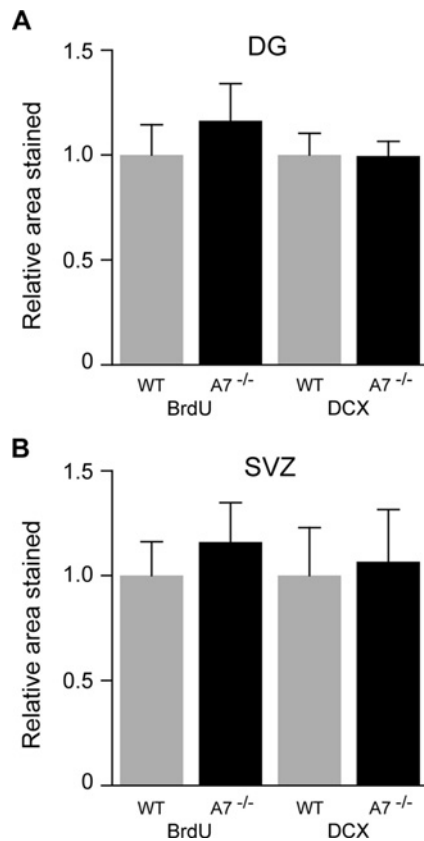 A
DG
Relative area stained
1.5
1.0
0.5
0
WT A7 -/- WT A7 -/-
BrdU DCX
B
SVZ
Relative area stained
1.5
1.0
0.5
0
WT A7 -/- WT A7 -/-
BrdU DCX